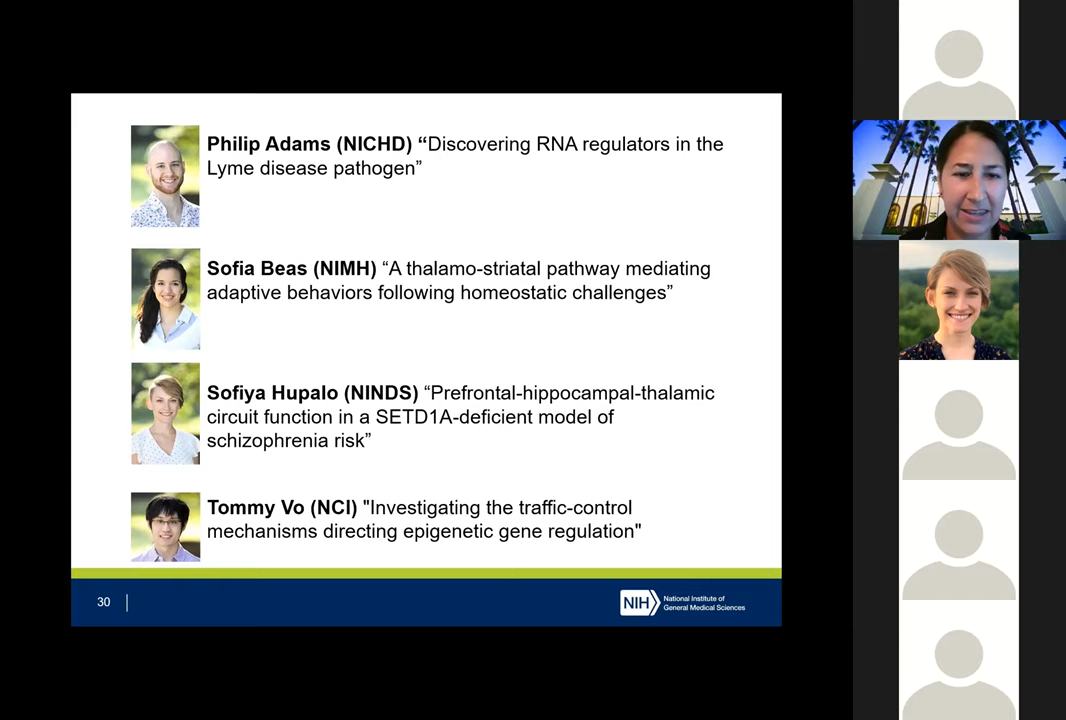 Philip Adams (NICHD) “Discovering RNA regulators in the
Lyme disease pathogen”
Sofia Beas (NIMH) “A thalamo-striatal pathway mediating
adaptive behaviors following homeostatic challenges”
Sofiya Hupalo (NINDS) “Prefrontal-hippocampal-thalamic
circuit function in a SETD1A-deficient model of
schizophrenia risk”
Tommy Vo (NCI) "Investigating the traffic-control
mechanisms directing epigenetic gene regulation"
30
NIH
National Institute of
General Medical Sciences